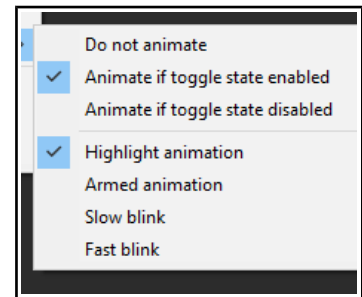 Do not animate
Animate if toggle state enabled
Animate if toggle state disabled
Highlight animation
Armed animation
Slow blink
Fast blink